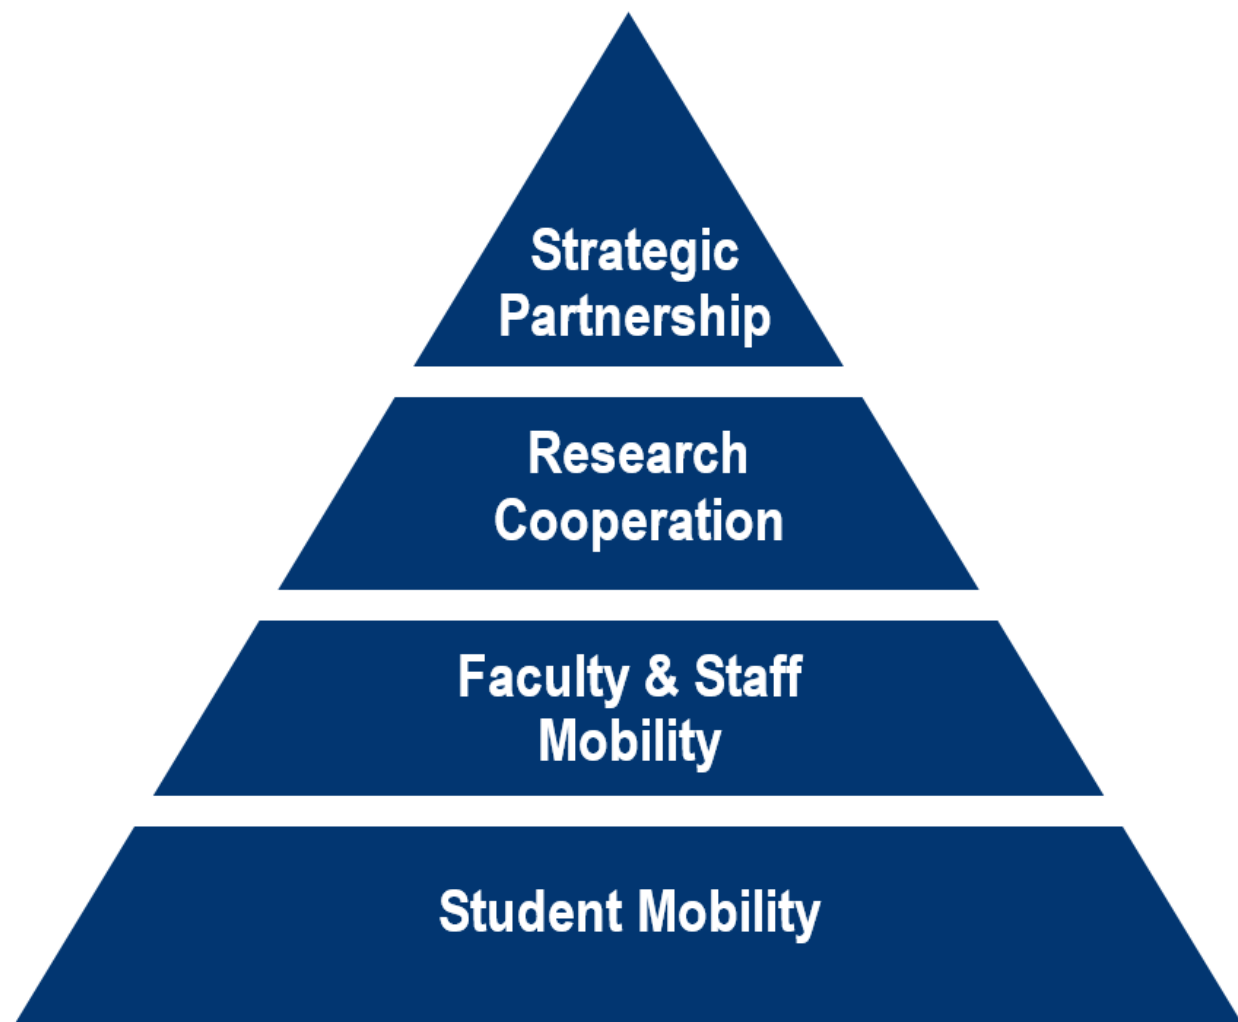 Strategic
Partnership
Research
Cooperation
Faculty & Staff
Mobility
Student Mobility